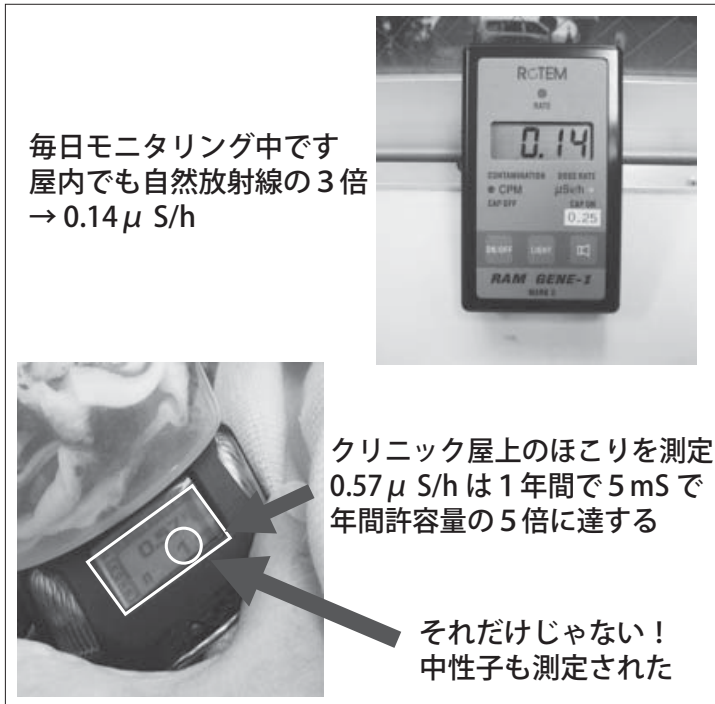 毎日モニタリング中です
屋内でも自然放射線の３倍
→ 0.14 μ S/h
ROTEM
RATE
0.14
CONTAMINATION DOSE RATE
CPM μSv/h
CAP OFF CAP ON
0.25
ON/OFF LIGHT
RAM GENE-1
MARK 2
クリニック屋上のほこりを測定
0.57 μ S/h は１年間で５mS で
年間許容量の５倍に達する
それだけじゃない！
中性子も測定された